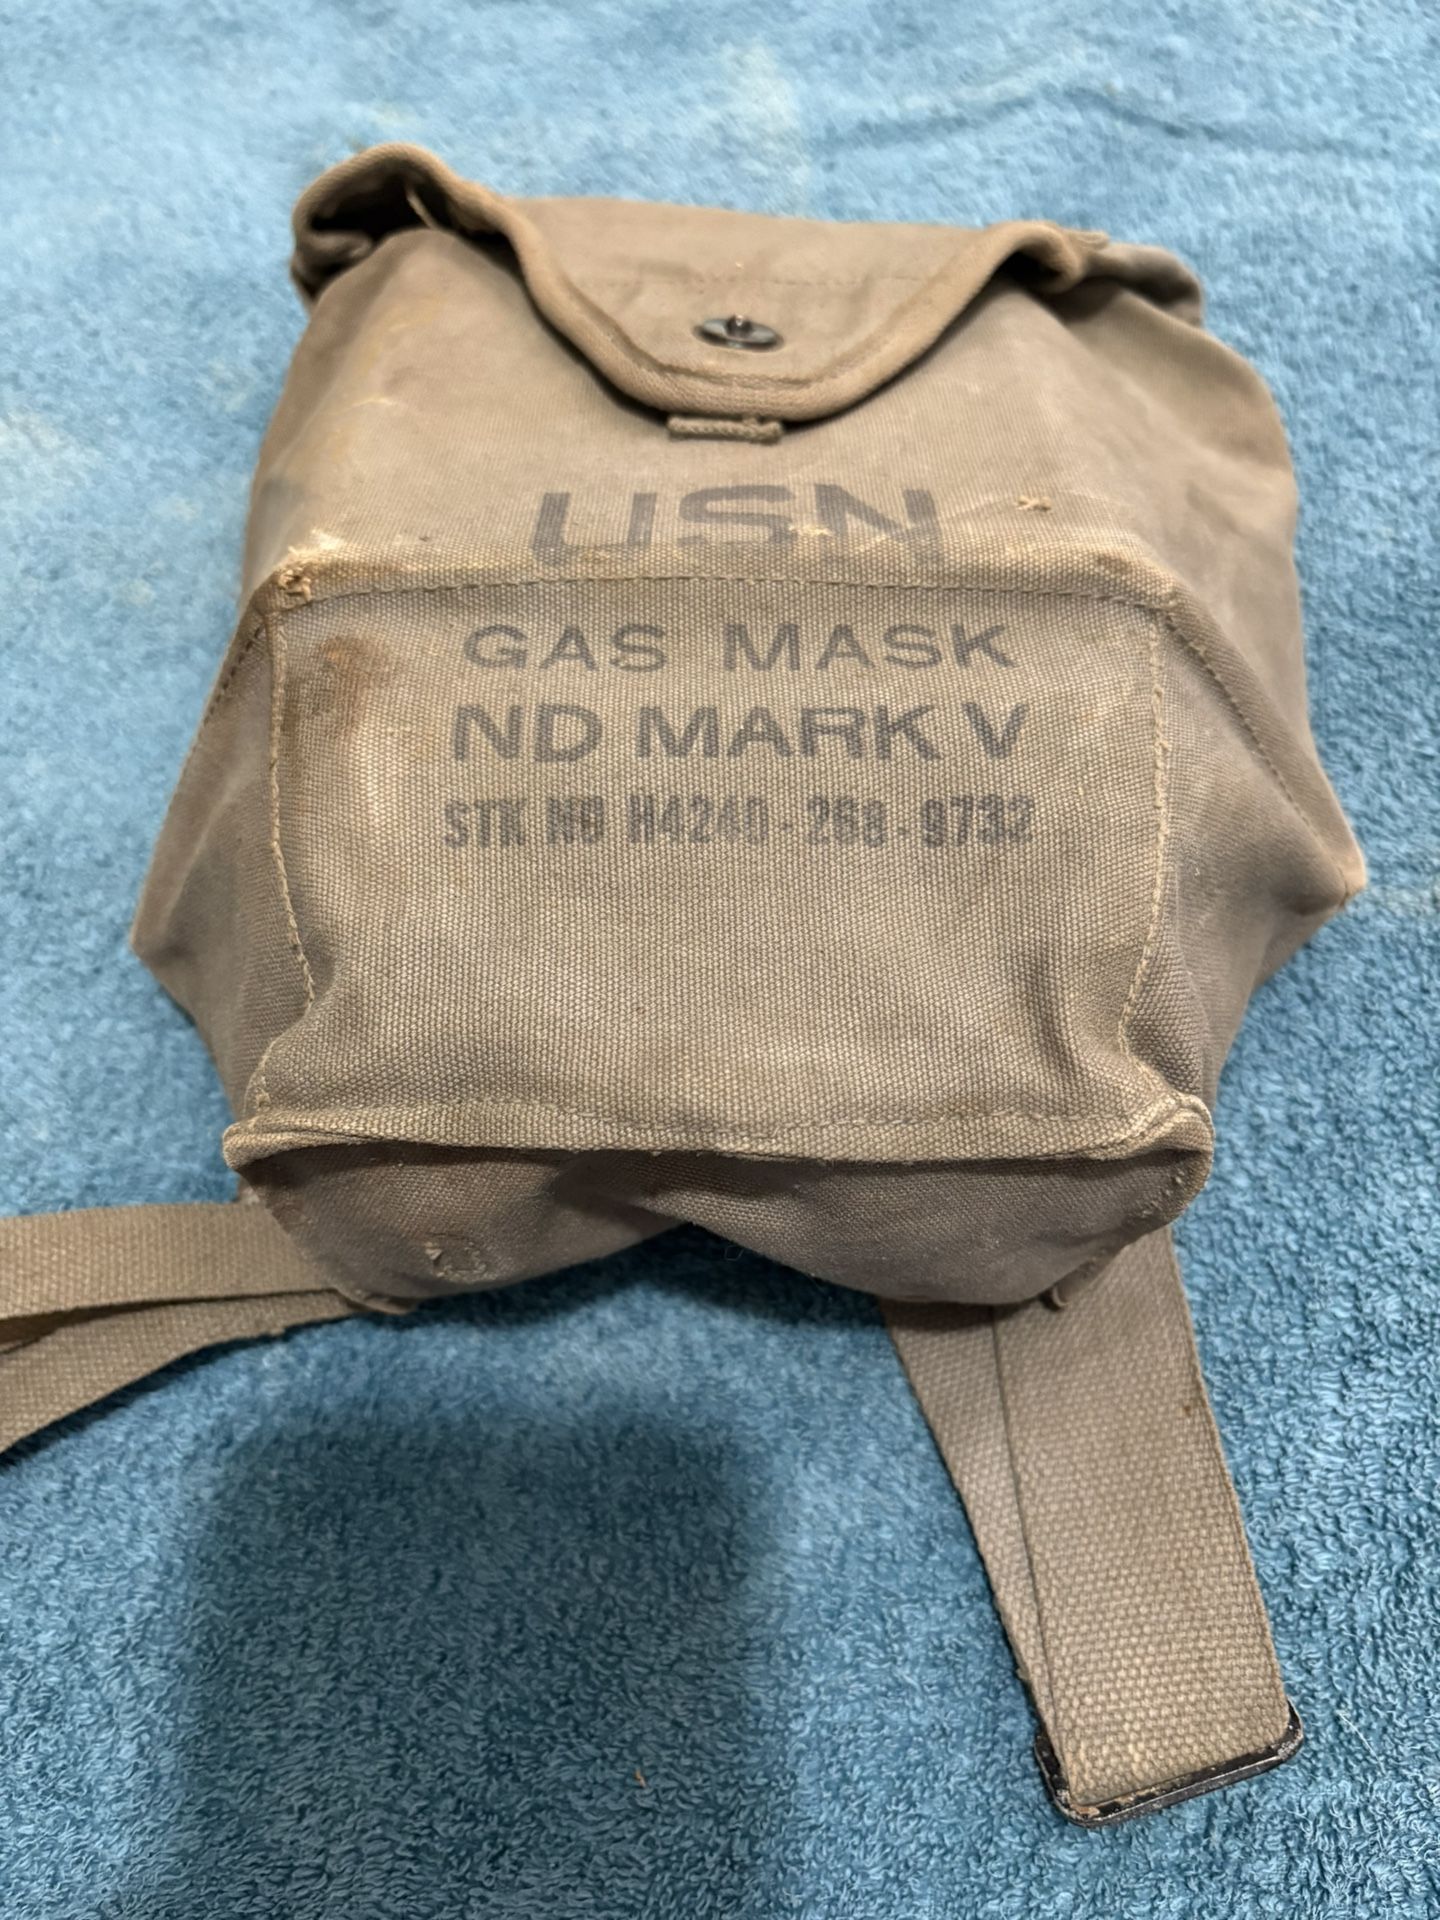 USN
GAS MASK
ND MARK V
STK NO H4240-268-9732